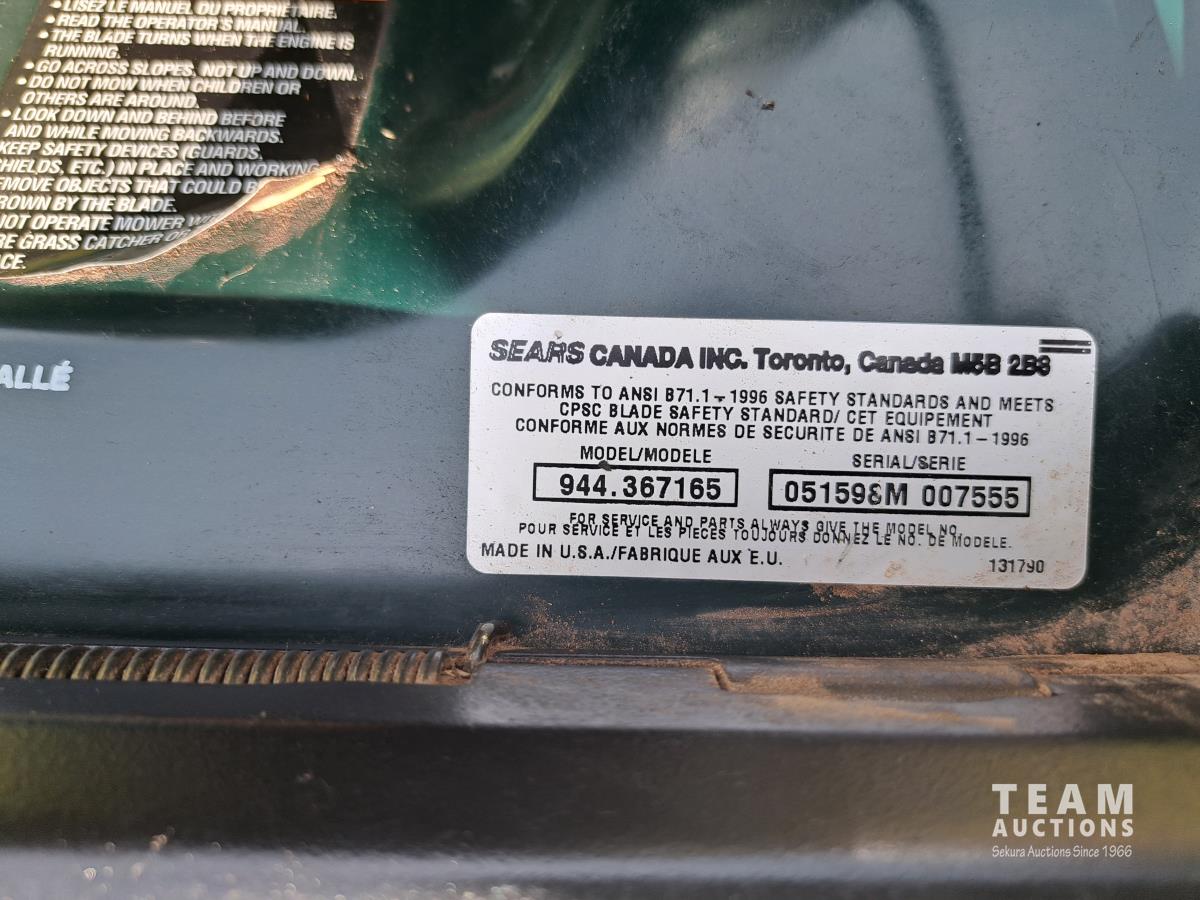 • LISEZ LE MANUEL DU PROPRIÉTAIRE.
• READ THE OPERATOR'S MANUAL.
• THE BLADE TURNS WHEN THE ENGINE IS
RUNNING.
• GO ACROSS SLOPES, NOT UP AND DOWN.
• DO NOT MOW WHEN CHILDREN OR
OTHERS ARE AROUND.
• LOOK DOWN AND BEHIND BEFORE
AND WHILE MOVING BACKWARDS.
KEEP SAFETY DEVICES (GUARDS,
HIELDS, ETC.) IN PLACE AND WORKING
EMOVE OBJECTS THAT COULD B
ROWN BY THE BLADE.
NOT OPERATE MOWER
RE GRASS CATCHER OR
CE.
ALLÉ
SEARS CANADA INC. Toronto, Canada M5B 2B8
CONFORMS TO ANSI B71.1-1996 SAFETY STANDARDS AND MEETS
CPSC BLADE SAFETY STANDARD/ CET EQUIPEMENT
CONFORME AUX NORMES DE SECURITE DE ANSI B71.1-1996
MODEL/MODELE SERIAL/SERIE
944.367165 051598M 007555
FOR SERVICE AND PARTS ALWAYS GIVE THE MODEL NO.
POUR SERVICE ET LES PIECES TOUJOURS DONNEZ LE NO. DE MODELE.
MADE IN U.S.A./FABRIQUE AUX E.U. 131790
TEAM
AUCTIONS
Sekura Auctions Since 1966